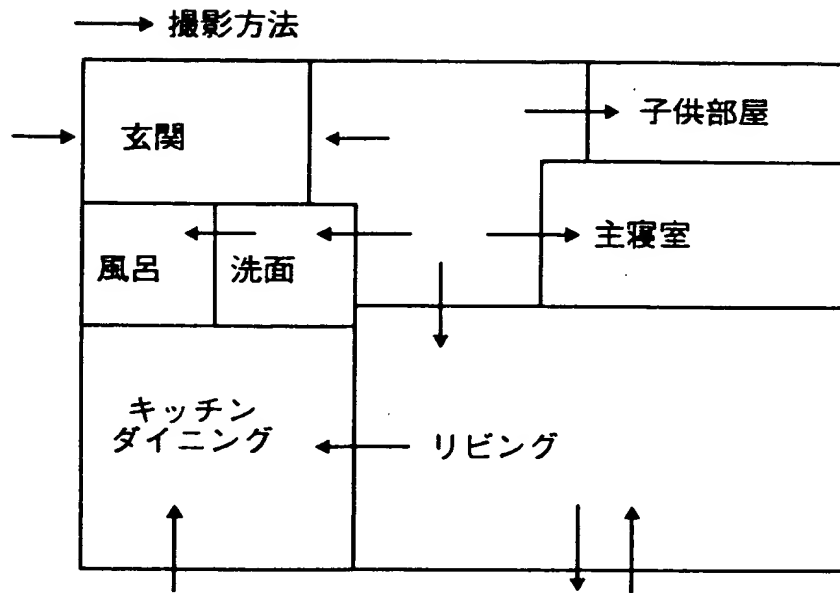 撮影方法
玄関
子供部屋
主寝室
風呂
洗面
キッチン
ダイニング
リビング